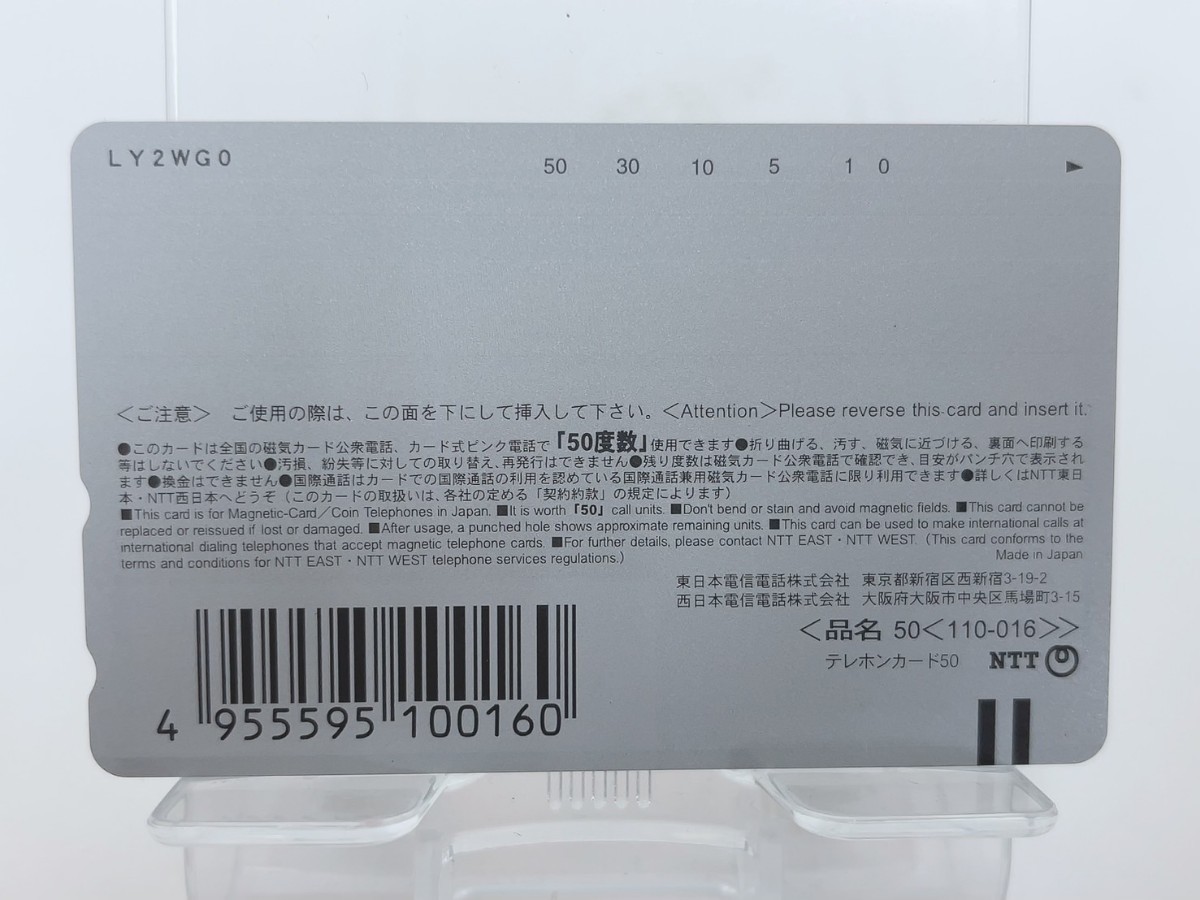 LY2WG0
50 30 10 5 1 0 ▶
＜ご注意＞ ご使用の際は、この面を下にして挿入して下さい。＜Attention＞Please reverse this card and insert it.
●このカードは全国の磁気カード公衆電話、カード式ピンク電話で「50度数」使用できます●折り曲げる、汚す、磁気に近づける、裏面へ印刷する
等はしないでください●汚損、紛失等に対しての取り替え､再発行はできません●残り度数は磁気カード公衆電話で確認でき､目安がパンチ穴で表示され
ます●換金はできません●国際通話はカードでの国際通話の利用を認めている国際通話兼用磁気カード公衆電話に限り利用できます●詳しくはNTT東日
本・NTT西日本へどうぞ（このカードの取扱いは、各社の定める「契約約款」の規定によります）
■This card is for Magnetic-Card／Coin Telephones in Japan. ■It is worth「50」call units. ■Don't bend or stain and avoid magnetic fields. ■This card cannot be
replaced or reissued if lost or damaged. ■After usage, a punched hole shows approximate remaining units. ■This card can be used to make international calls at
international dialing telephones that accept magnetic telephone cards. ■For further details, please contact NTT EAST・NTT WEST. (This card conforms to the
terms and conditions for NTT EAST・NTT WEST telephone services regulations.)
Made in Japan
東日本電信電話株式会社 東京都新宿区西新宿3-19-2
西日本電信電話株式会社 大阪府大阪市中央区馬場町3-15
＜品名 50＜110-016＞＞
テレホンカード50 NTT
4 955595 100160